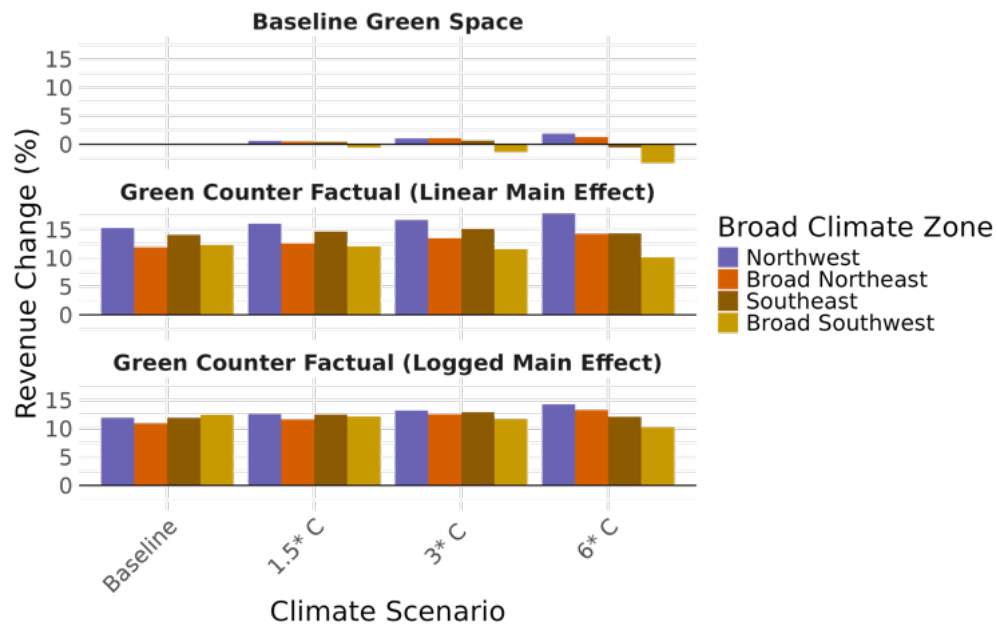 Baseline Green Space
15
10
5
0
Green Counter Factual (Linear Main Effect)
15
10
5
0
Green Counter Factual (Logged Main Effect)
15
10
5
0
Revenue Change (%)
Baseline
1.5* C
3* C
6* C
Climate Scenario
Broad Climate Zone
Northwest
Broad Northeast
Southeast
Broad Southwest